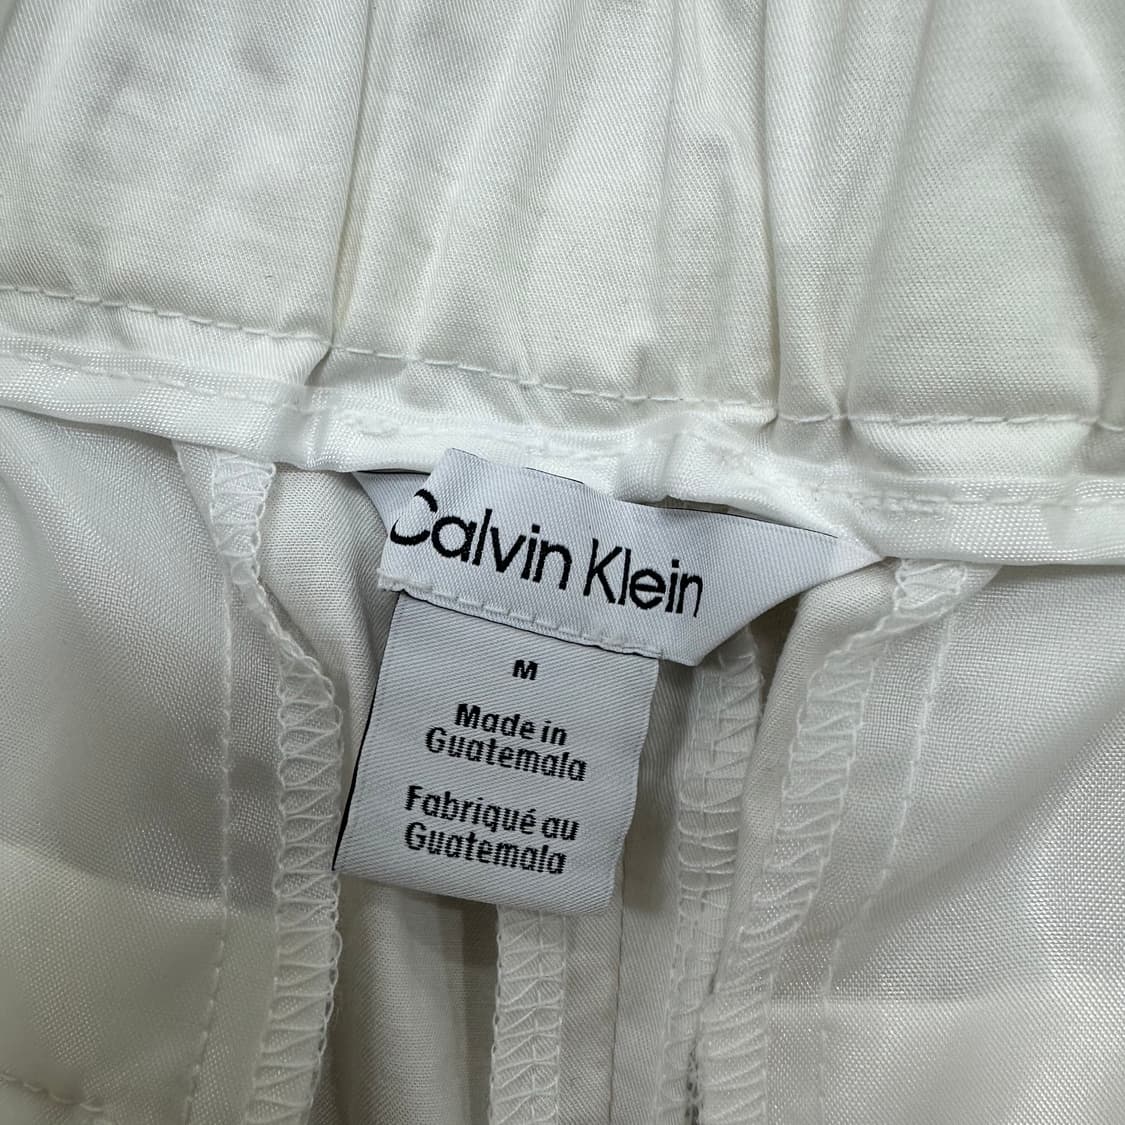 Calvin Klein
M
Made in
Guatemala
Fabriqué au
Guatemala